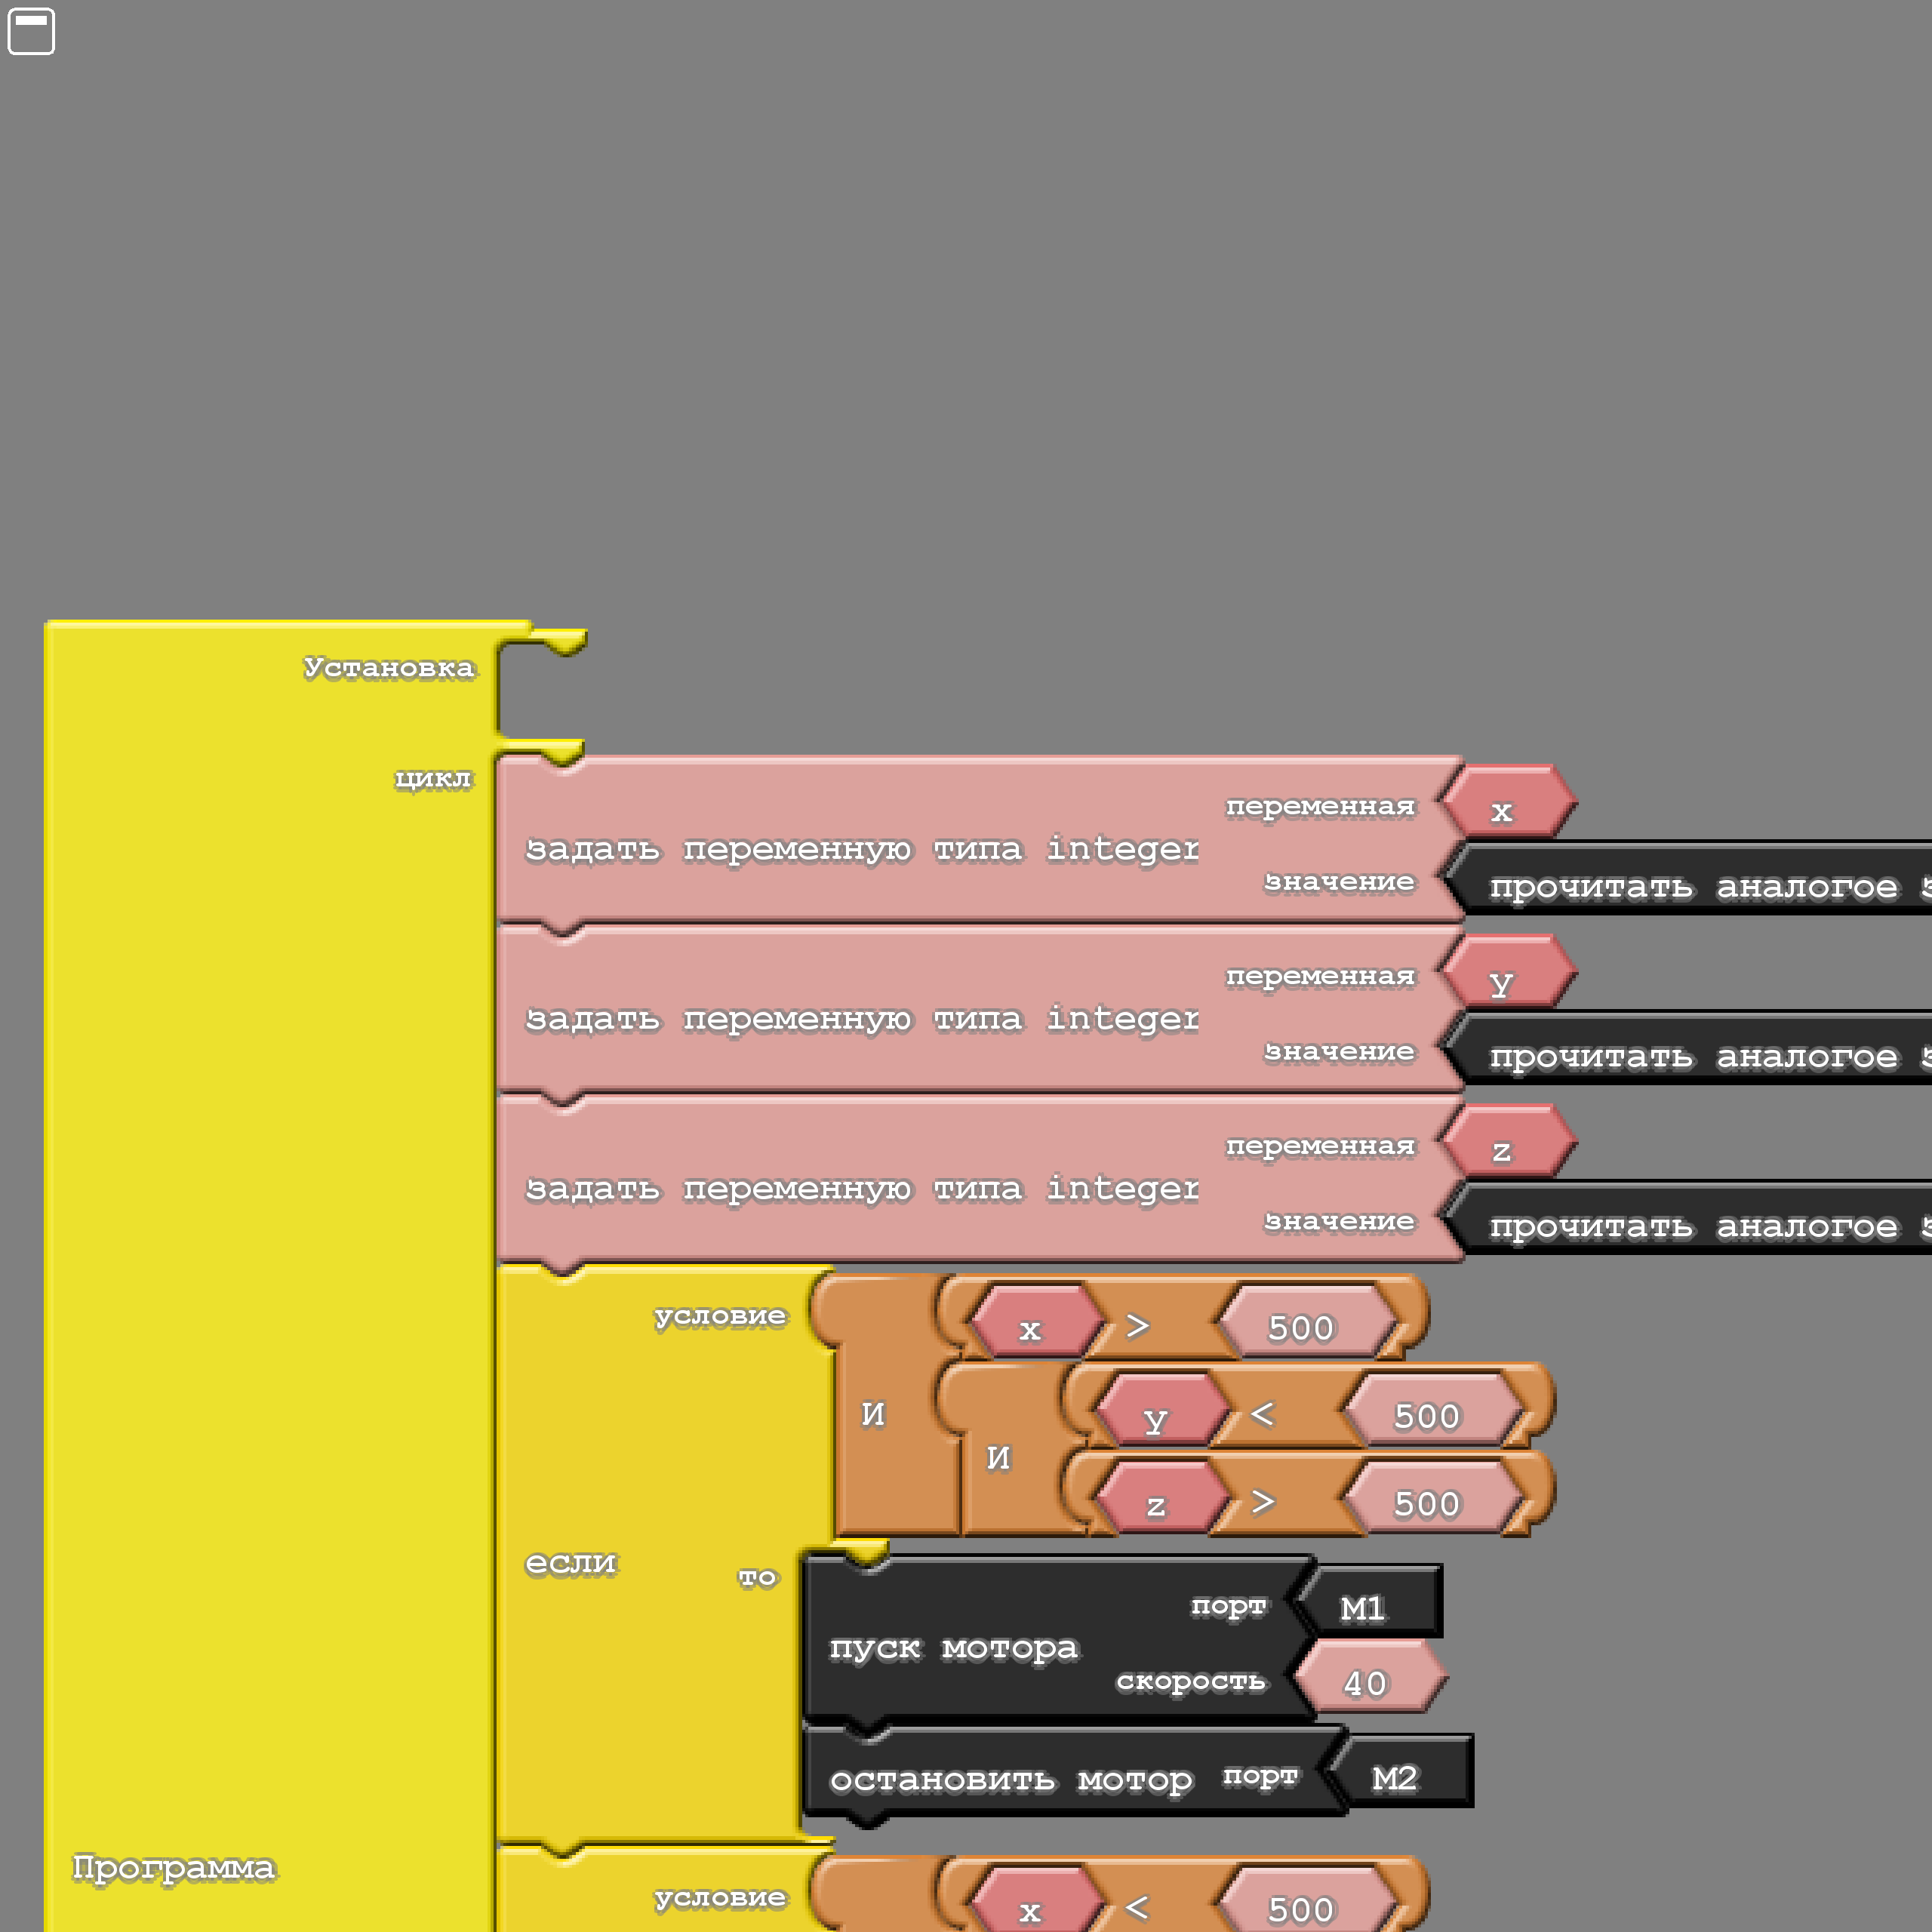 Установка
цикл
переменная x
задать переменную типа integer
значение прочитать аналогое
переменная y
задать переменную типа integer
значение прочитать аналогое
переменная z
задать переменную типа integer
значение прочитать аналогое
условие x > 500
И y < 500
И
z > 500
если то
порт M1
пуск мотора
скорость 40
остановить мотор порт M2
Программа
условие x < 500